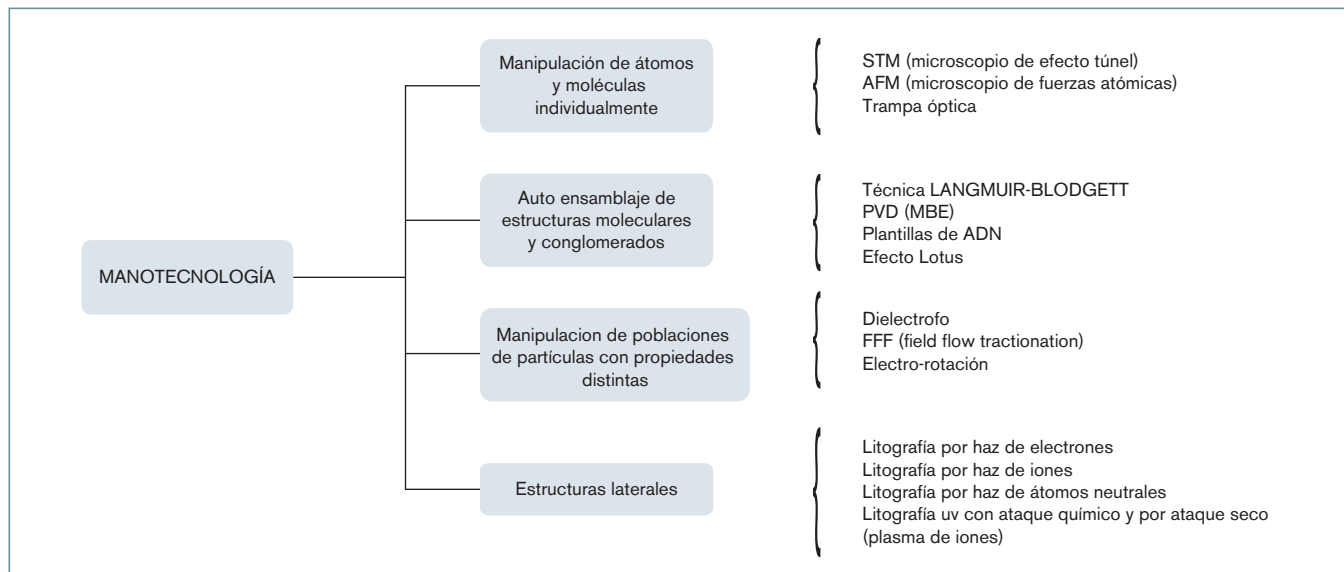 MANOTECNOLOGÍA
Manipulación de átomos
y moléculas
individualmente
STM (microscopio de efecto túnel)
AFM (microscopio de fuerzas atómicas)
Trampa óptica
Auto ensamblaje de
estructuras moleculares
y conglomerados
Técnica LANGMUIR-BLODGETT
PVD (MBE)
Plantillas de ADN
Efecto Lotus
Manipulacion de poblaciones
de partículas con propiedades
distintas
Dielectrofo
FFF (field flow tractionation)
Electro-rotación
Estructuras laterales
Litografía por haz de electrones
Litografía por haz de iones
Litografía por haz de átomos neutrales
Litografía uv con ataque químico y por ataque seco
(plasma de iones)